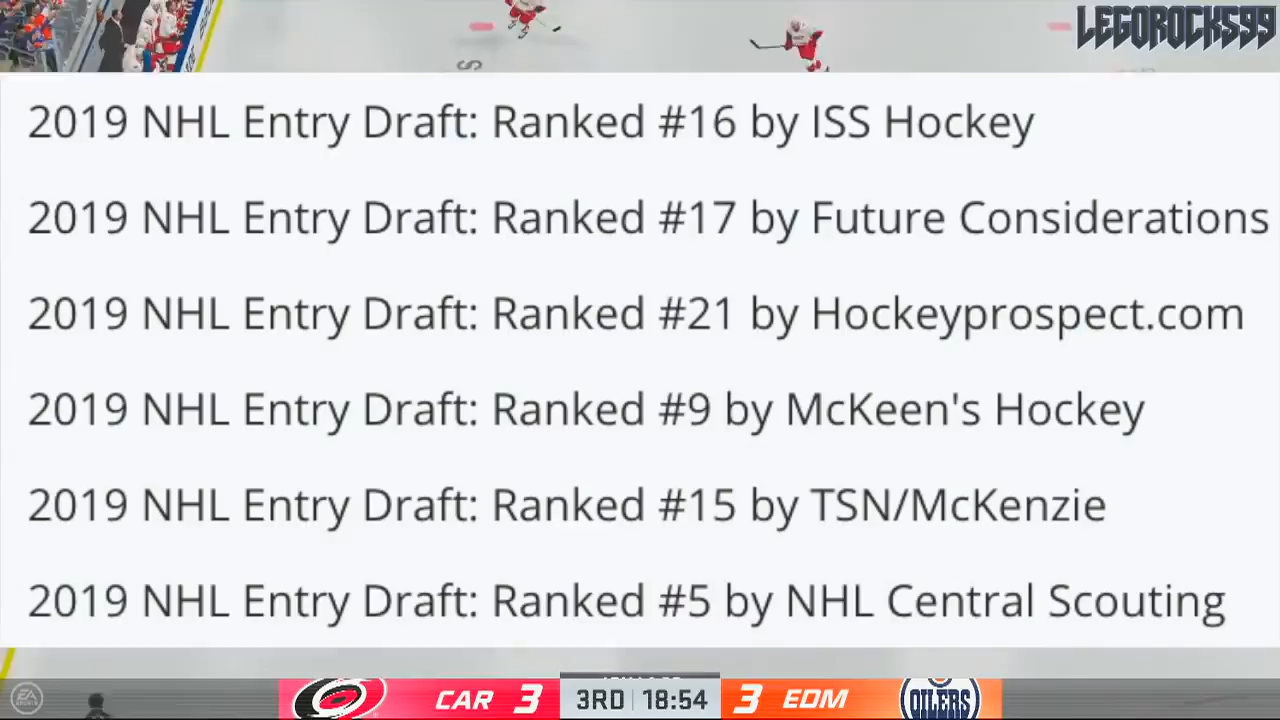 LEGOROCKS99
2019 NHL Entry Draft: Ranked #16 by ISS Hockey
2019 NHL Entry Draft: Ranked #17 by Future Considerations
2019 NHL Entry Draft: Ranked #21 by Hockeyprospect.com
2019 NHL Entry Draft: Ranked #9 by McKeen's Hockey
2019 NHL Entry Draft: Ranked #15 by TSN/McKenzie
2019 NHL Entry Draft: Ranked #5 by NHL Central Scouting
EA SPORTS CAR 3 3RD 18:54 3 EDM OILERS